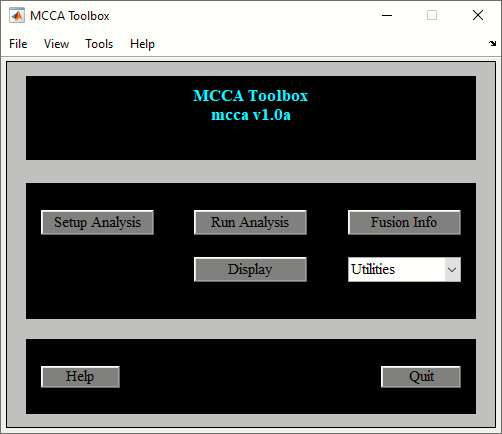 MCCA Toolbox
File View Tools Help
MCCA Toolbox
mcca v1.0a
Setup Analysis Run Analysis Fusion Info
Display Utilities
Help Quit